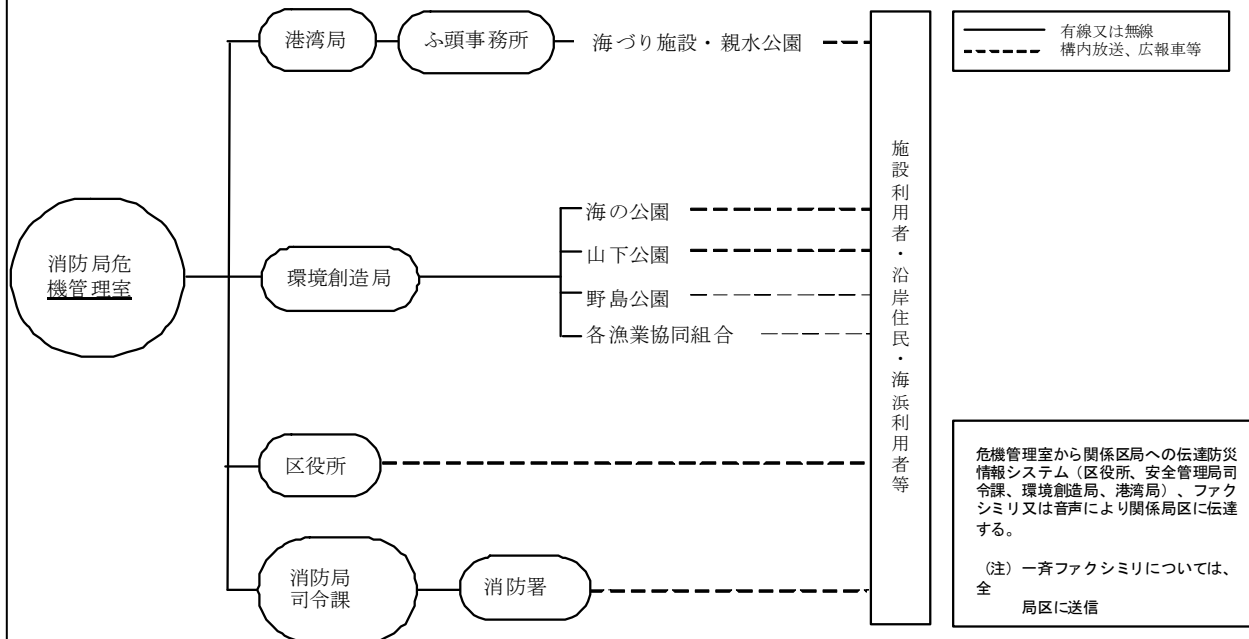 港湾局
ふ頭事務所
海づり施設・親水公園
有線又は無線
構内放送、広報車等
消防局危
機管理室
環境創造局
海の公園
山下公園
野島公園
各漁業協同組合
施設利用者・沿岸住民・海浜利用者等
区役所
消防局
司令課
消防署
危機管理室から関係区局への伝達防災
情報システム（区役所、安全管理局司
令課、環境創造局、港湾局）、ファク
シミリ又は音声により関係局区に伝達
する。
（注）一斉ファクシミリについては、
全
局区に送信